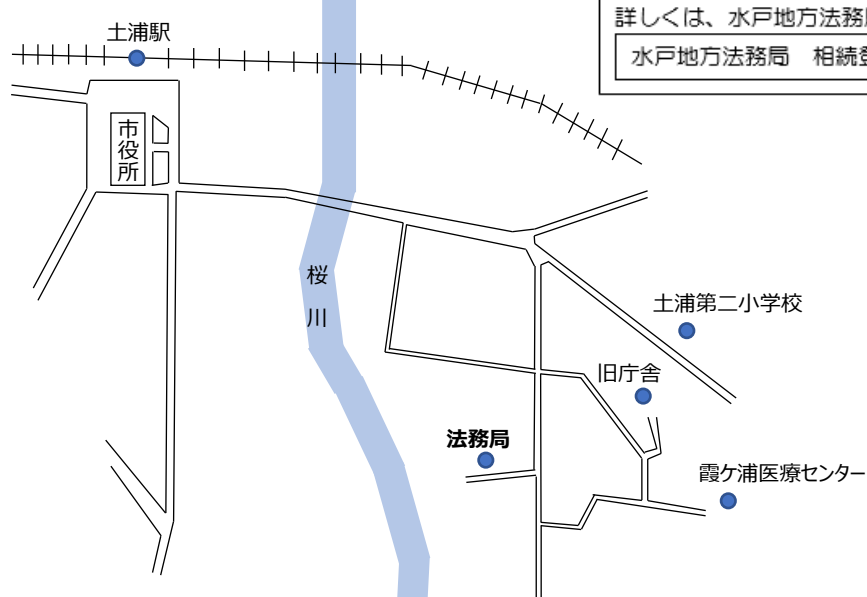 詳しくは、水戸地方法務
水戸地方法務局　相続
土浦駅
市役所
桜川
土浦第二小学校
旧庁舎
法務局
霞ケ浦医療センター